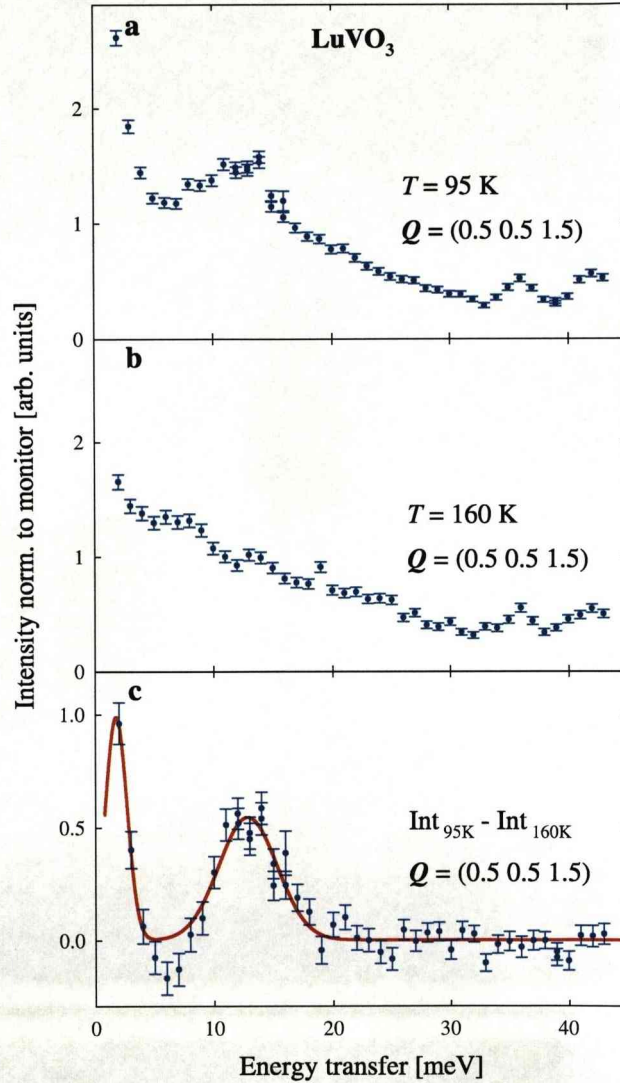 a
LuVO₃
2
T = 95 K
1
Q = (0.5 0.5 1.5)
0
b
2
T = 160 K
1
Q = (0.5 0.5 1.5)
0
c
1.0
Int 95K - Int 160K
0.5
Q = (0.5 0.5 1.5)
0.0
0 10 20 30 40
Energy transfer [meV]
Intensity norm. to monitor [arb. units]